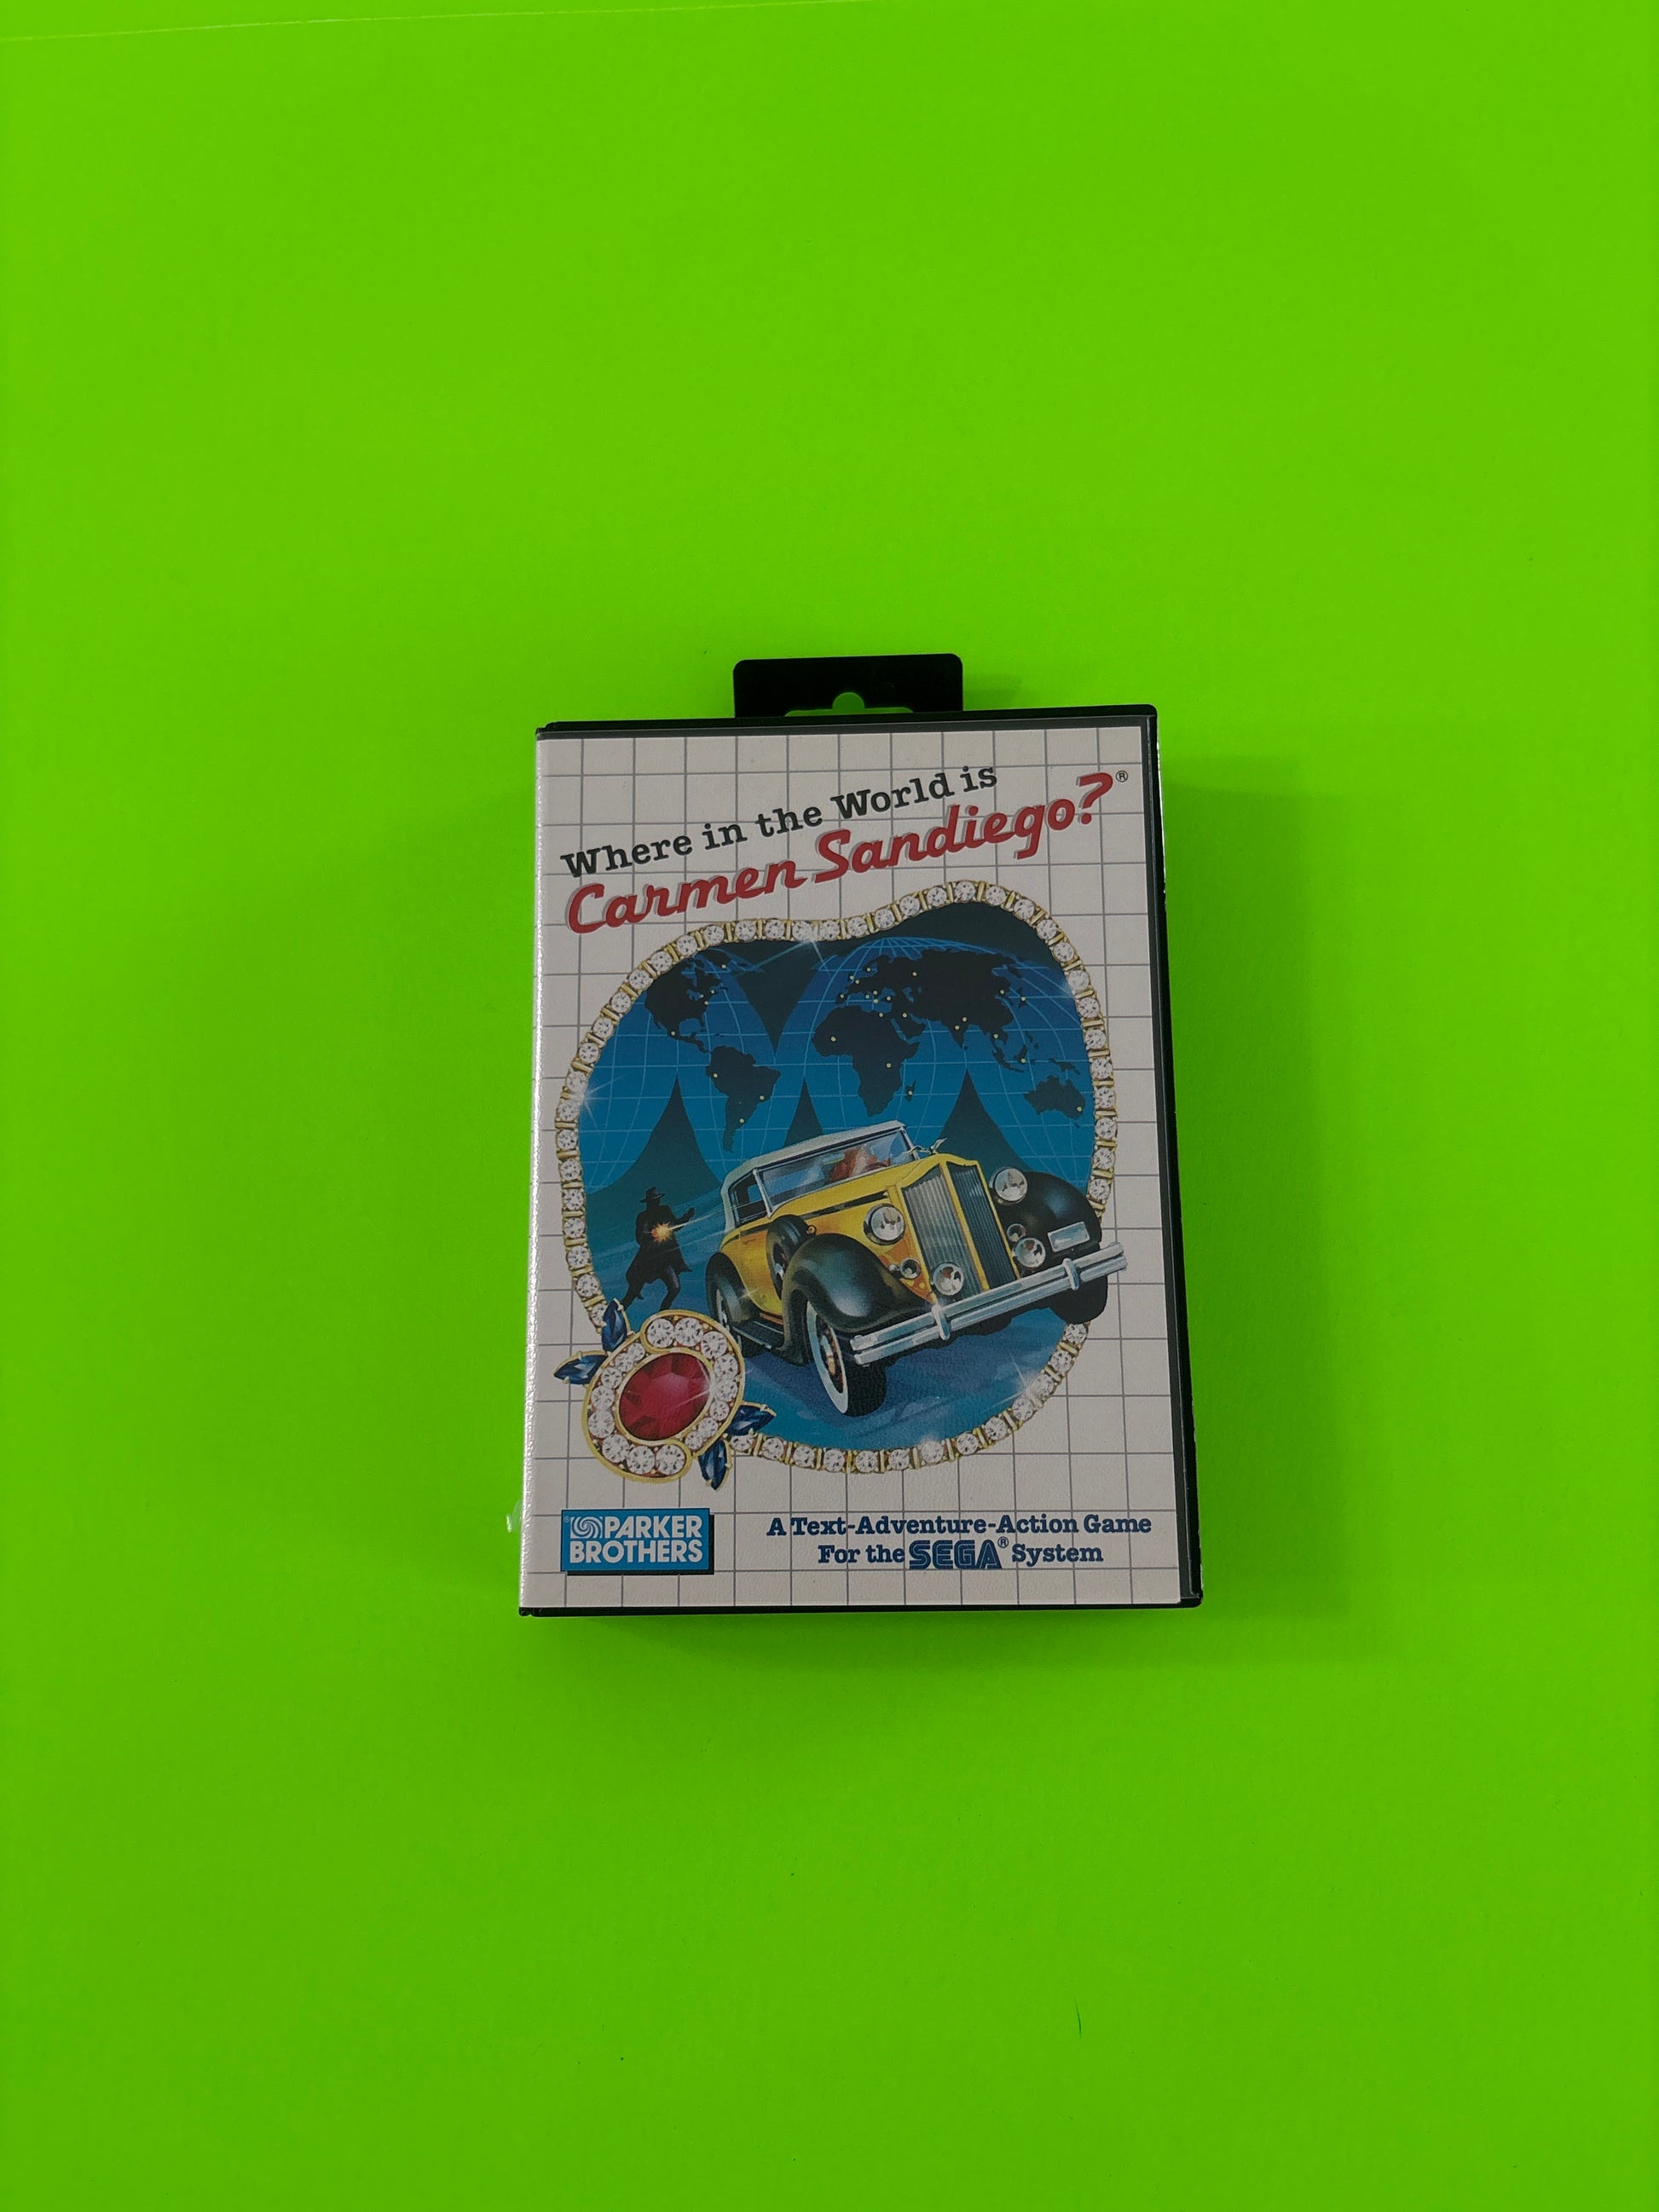 Where in the World is
Carmen Sandiego?®
PARKER
BROTHERS
A Text-Adventure-Action Game
For the SEGA® System